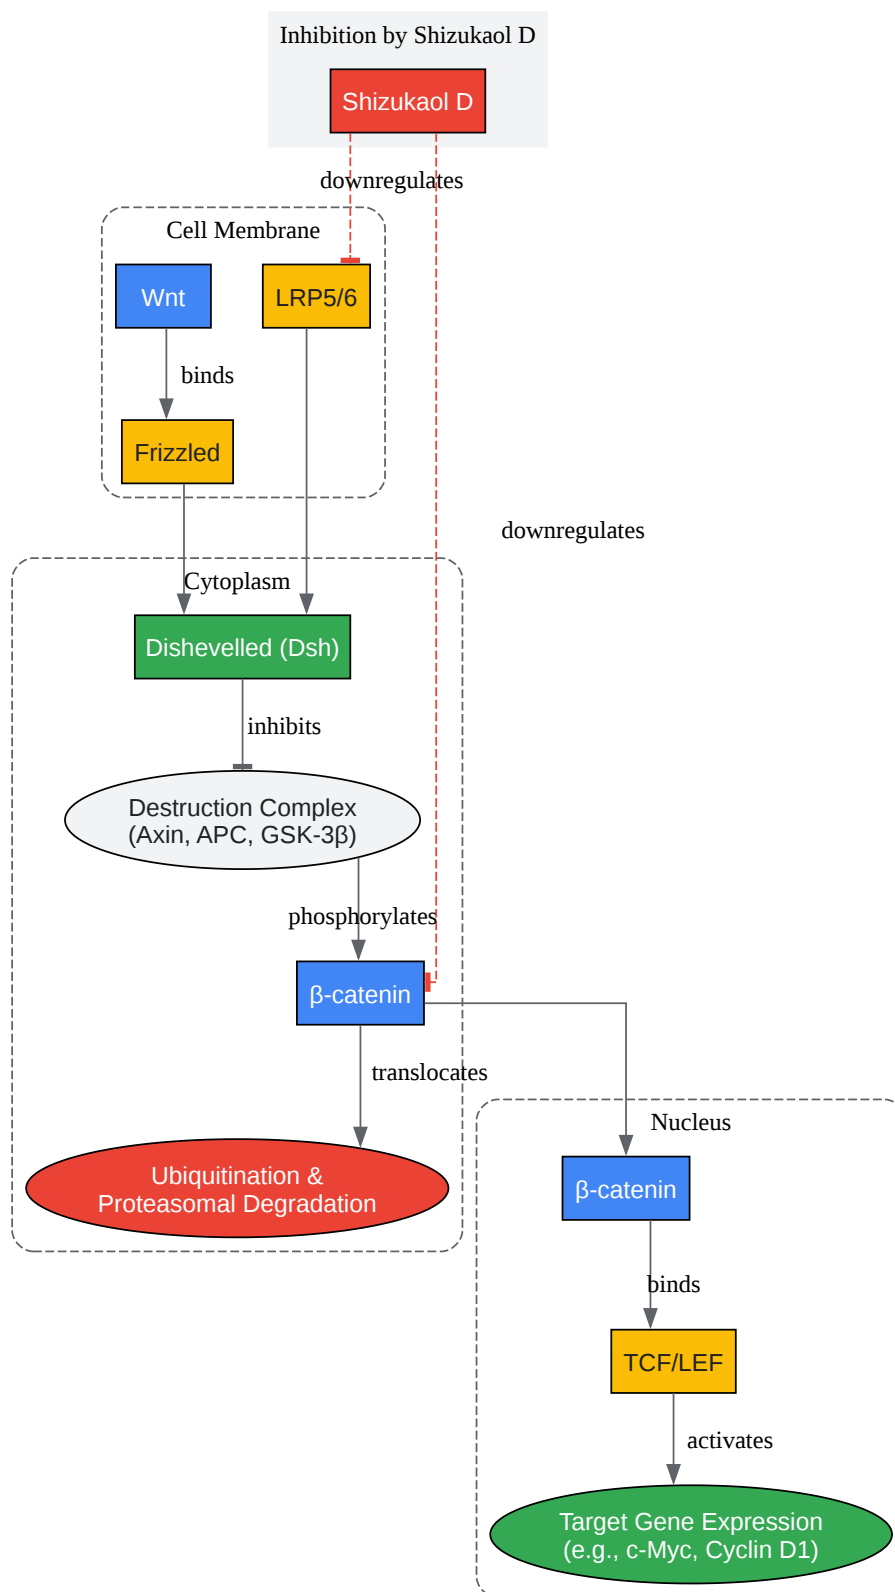 Inhibition by Shizukaol D
Shizukaol D
downregulates
Cell Membrane
Wnt
LRP5/6
binds
Frizzled
downregulates
Cytoplasm
Dishevelled (Dsh)
inhibits
Destruction Complex
(Axin, APC, GSK-3β)
phosphorylates
β-catenin
translocates
Nucleus
Ubiquitination &
Proteasomal Degradation
β-catenin
binds
TCF/LEF
activates
Target Gene Expression
(e.g., c-Myc, Cyclin D1)